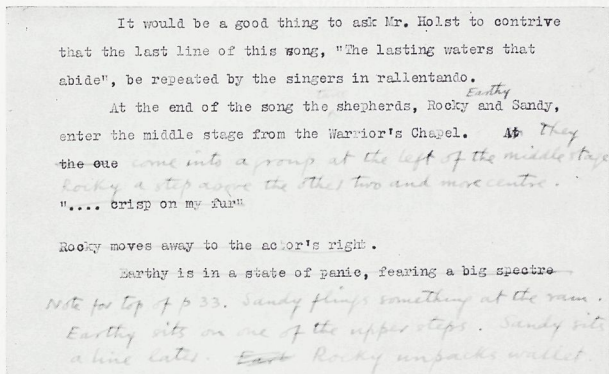 It would be a good thing to ask Mr. Holst to contrive
that the last line of this song, "The lasting waters that
abide", be repeated by the singers in rallentando.
Earthy
At the end of the song the shepherds, Rocky and Sandy,
enter the middle stage from the Warrior's Chapel. At they
the cue come into a group at the left of the middle stage
Rocky a step above the other two and more centre.
".... crisp on my fur"
Rocky moves away to the actor's right.
Earthy is in a state of panic, fearing a big spectre
Note for top of p 33. Sandy flings something at the ram.
Earthy sits on one of the upper steps. Sandy sits
a line later. East Rocky unpacks wallet.